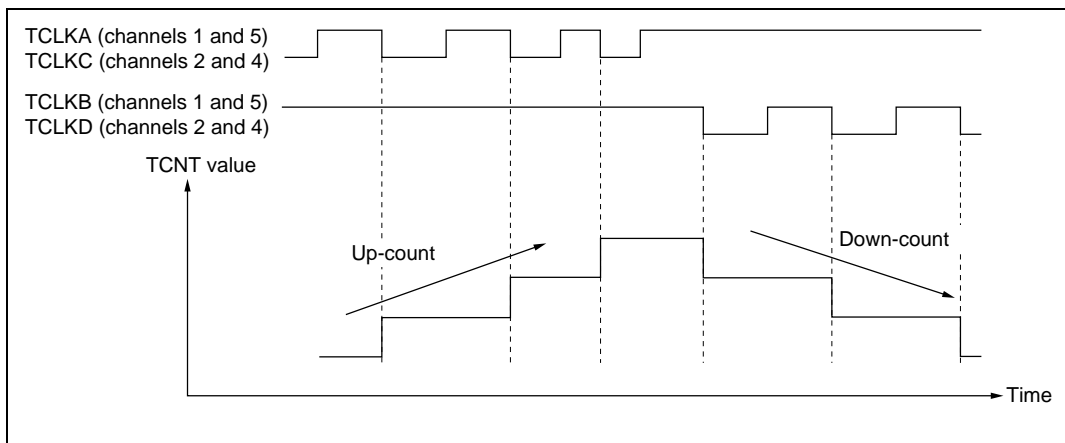 TCLKA (channels 1 and 5)
TCLKC (channels 2 and 4)
TCLKB (channels 1 and 5)
TCLKD (channels 2 and 4)
TCNT value
Up-count
Down-count
Time